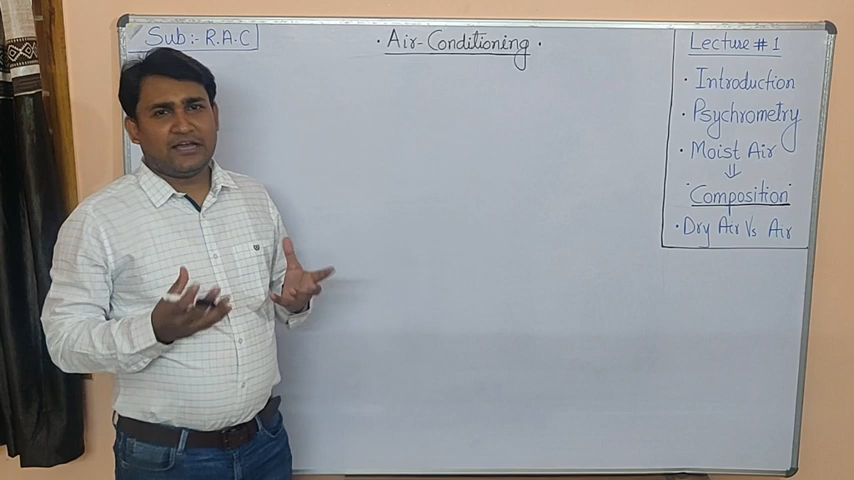 Sub:- R.A.C
· Air-Conditioning ·
Lecture # 1
· Introduction
· Psychrometry
· Moist Air
⇓
"Composition"
· Dry Air Vs Air